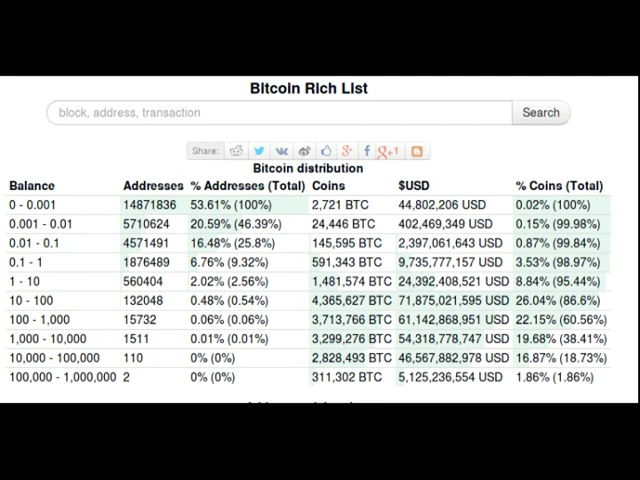 Bitcoin Rich List
block, address, transaction Search
Share: g+1
Bitcoin distribution
Balance Addresses % Addresses (Total) Coins $USD % Coins (Total)
0 - 0.001 14871836 53.61% (100%) 2,721 BTC 44,802,206 USD 0.02% (100%)
0.001 - 0.01 5710624 20.59% (46.39%) 24,446 BTC 402,469,349 USD 0.15% (99.98%)
0.01 - 0.1 4571491 16.48% (25.8%) 145,595 BTC 2,397,061,643 USD 0.87% (99.84%)
0.1 - 1 1876489 6.76% (9.32%) 591,343 BTC 9,735,777,157 USD 3.53% (98.97%)
1 - 10 560404 2.02% (2.56%) 1,481,574 BTC 24,392,408,521 USD 8.84% (95.44%)
10 - 100 132048 0.48% (0.54%) 4,365,627 BTC 71,875,021,595 USD 26.04% (86.6%)
100 - 1,000 15732 0.06% (0.06%) 3,713,766 BTC 61,142,868,951 USD 22.15% (60.56%)
1,000 - 10,000 1511 0.01% (0.01%) 3,299,276 BTC 54,318,778,747 USD 19.68% (38.41%)
10,000 - 100,000 110 0% (0%) 2,828,493 BTC 46,567,882,978 USD 16.87% (18.73%)
100,000 - 1,000,000 2 0% (0%) 311,302 BTC 5,125,236,554 USD 1.86% (1.86%)